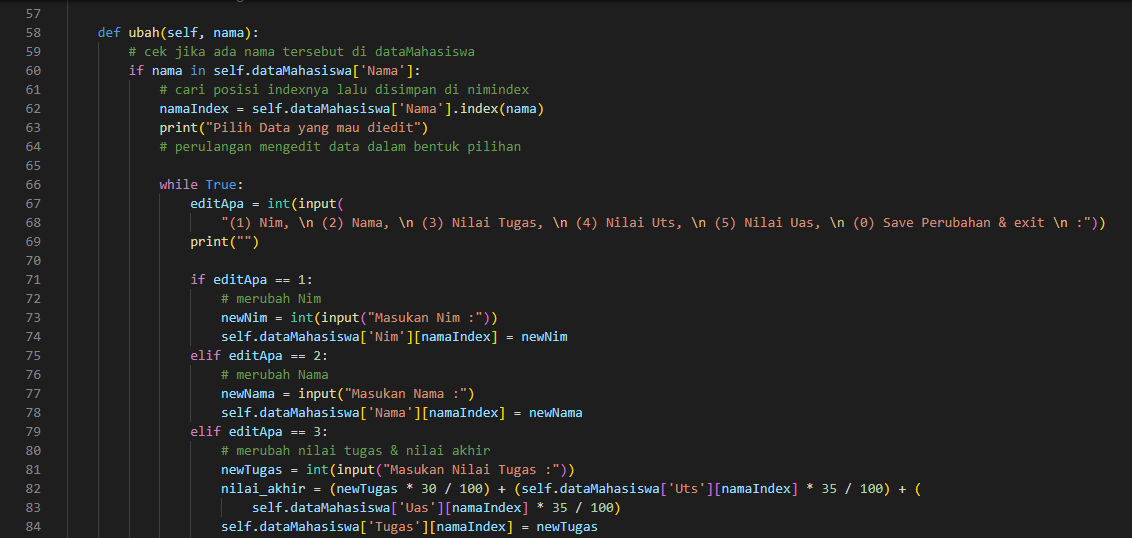 57
58 def ubah(self, nama):
59 # cek jika ada nama tersebut di dataMahasiswa
60 if nama in self.dataMahasiswa['Nama']:
61 # cari posisi indexnya lalu disimpan di nimindex
62 namaIndex = self.dataMahasiswa['Nama'].index(nama)
63 print("Pilih Data yang mau diedit")
64 # perulangan mengedit data dalam bentuk pilihan
65
66 while True:
67 editApa = int(input(
68 "(1) Nim, \n (2) Nama, \n (3) Nilai Tugas, \n (4) Nilai Uts, \n (5) Nilai Uas, \n (0) Save Perubahan & exit \n :"))
69 print("")
70
71 if editApa == 1:
72 # merubah Nim
73 newNim = int(input("Masukan Nim :"))
74 self.dataMahasiswa['Nim'][namaIndex] = newNim
75 elif editApa == 2:
76 # merubah Nama
77 newNama = input("Masukan Nama :")
78 self.dataMahasiswa['Nama'][namaIndex] = newNama
79 elif editApa == 3:
80 # merubah nilai tugas & nilai akhir
81 newTugas = int(input("Masukan Nilai Tugas :"))
82 nilai_akhir = (newTugas * 30 / 100) + (self.dataMahasiswa['Uts'][namaIndex] * 35 / 100) + (
83 self.dataMahasiswa['Uas'][namaIndex] * 35 / 100)
84 self.dataMahasiswa['Tugas'][namaIndex] = newTugas